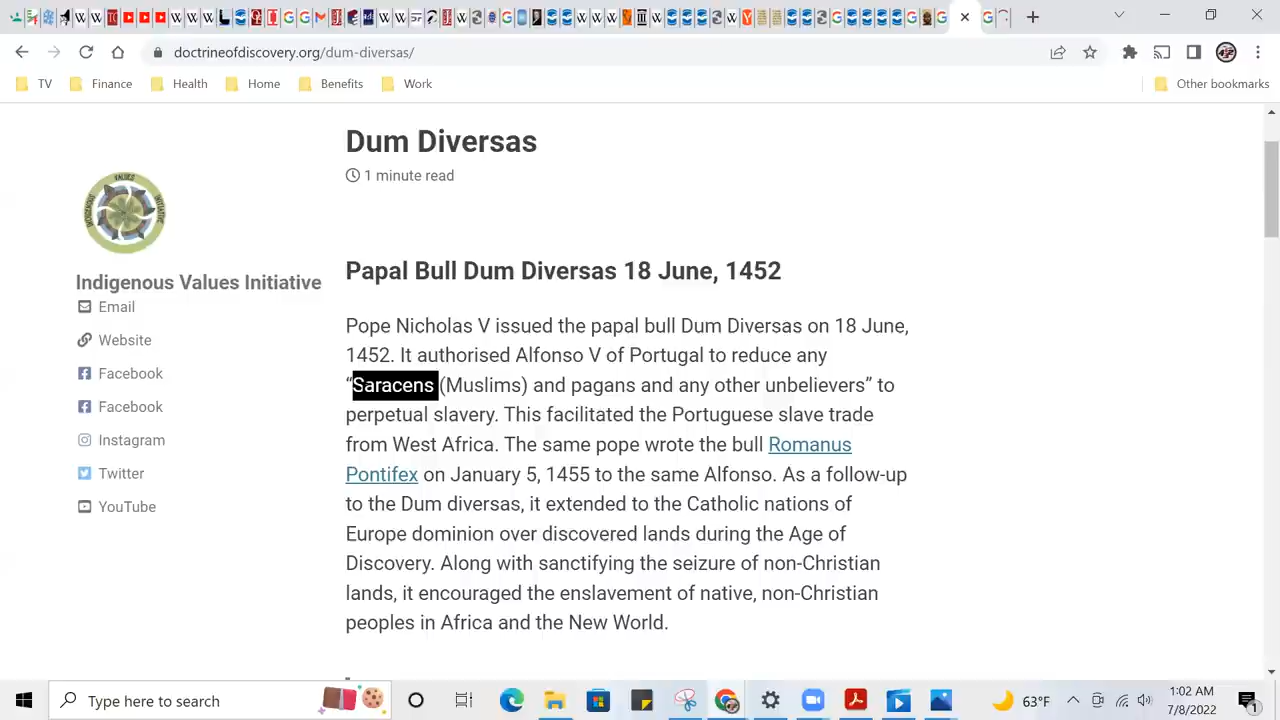 doctrineofdiscovery.org/dum-diversas/
TV
Finance
Health
Home
Benefits
Work
Other bookmarks
Dum Diversas
1 minute read
VALUES
INDIGENOUS
INITIATIVE
Indigenous Values Initiative
Email
Website
Facebook
Facebook
Instagram
Twitter
YouTube
Papal Bull Dum Diversas 18 June, 1452
Pope Nicholas V issued the papal bull Dum Diversas on 18 June,
1452. It authorised Alfonso V of Portugal to reduce any
“Saracens (Muslims) and pagans and any other unbelievers” to
perpetual slavery. This facilitated the Portuguese slave trade
from West Africa. The same pope wrote the bull Romanus
Pontifex on January 5, 1455 to the same Alfonso. As a follow-up
to the Dum diversas, it extended to the Catholic nations of
Europe dominion over discovered lands during the Age of
Discovery. Along with sanctifying the seizure of non-Christian
lands, it encouraged the enslavement of native, non-Christian
peoples in Africa and the New World.
Type here to search
63°F
1:02 AM
7/8/2022
1